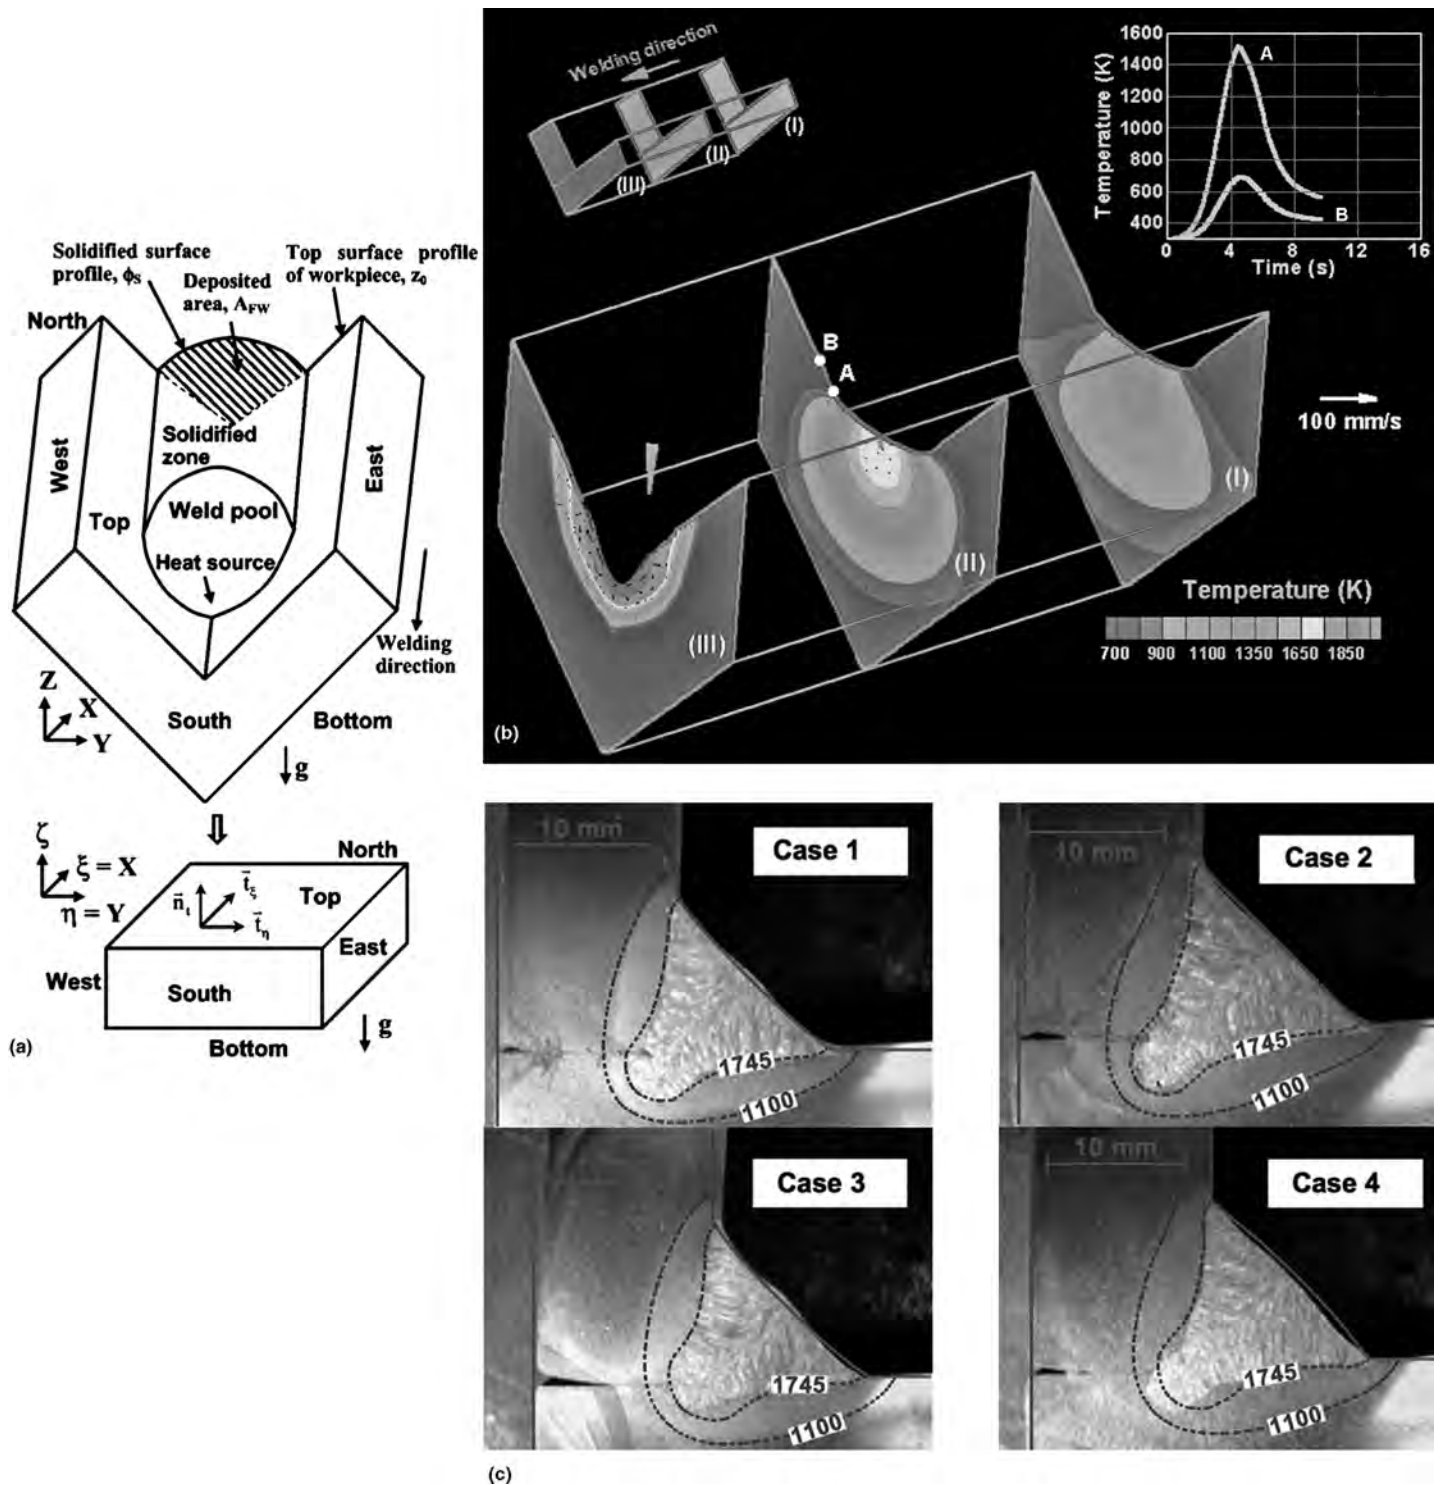 Solidified surface
profile, ϕS
Top surface profile
of workpiece, z0
Deposited
area, AFW
North
Solidified
zone
West
East
Top
Weld pool
Heat source
Welding
direction
Z
X
Y
South
Bottom
g
ζ
ξ = X
η = Y
North
Top
n⃗t
t⃗ξ
t⃗η
East
West
South
Bottom
g
(a)
Welding direction
(I)
(II)
(III)
Temperature (K)
1600
1400
1200
1000
800
600
400
0 4 8 12 16
Time (s)
A
B
B
A
100 mm/s
(I)
(II)
(III)
Temperature (K)
700 900 1100 1350 1650 1850
(b)
10 mm
Case 1
1745
1100
10 mm
Case 2
1745
1100
Case 3
1745
1100
10 mm
Case 4
1745
1100
(c)